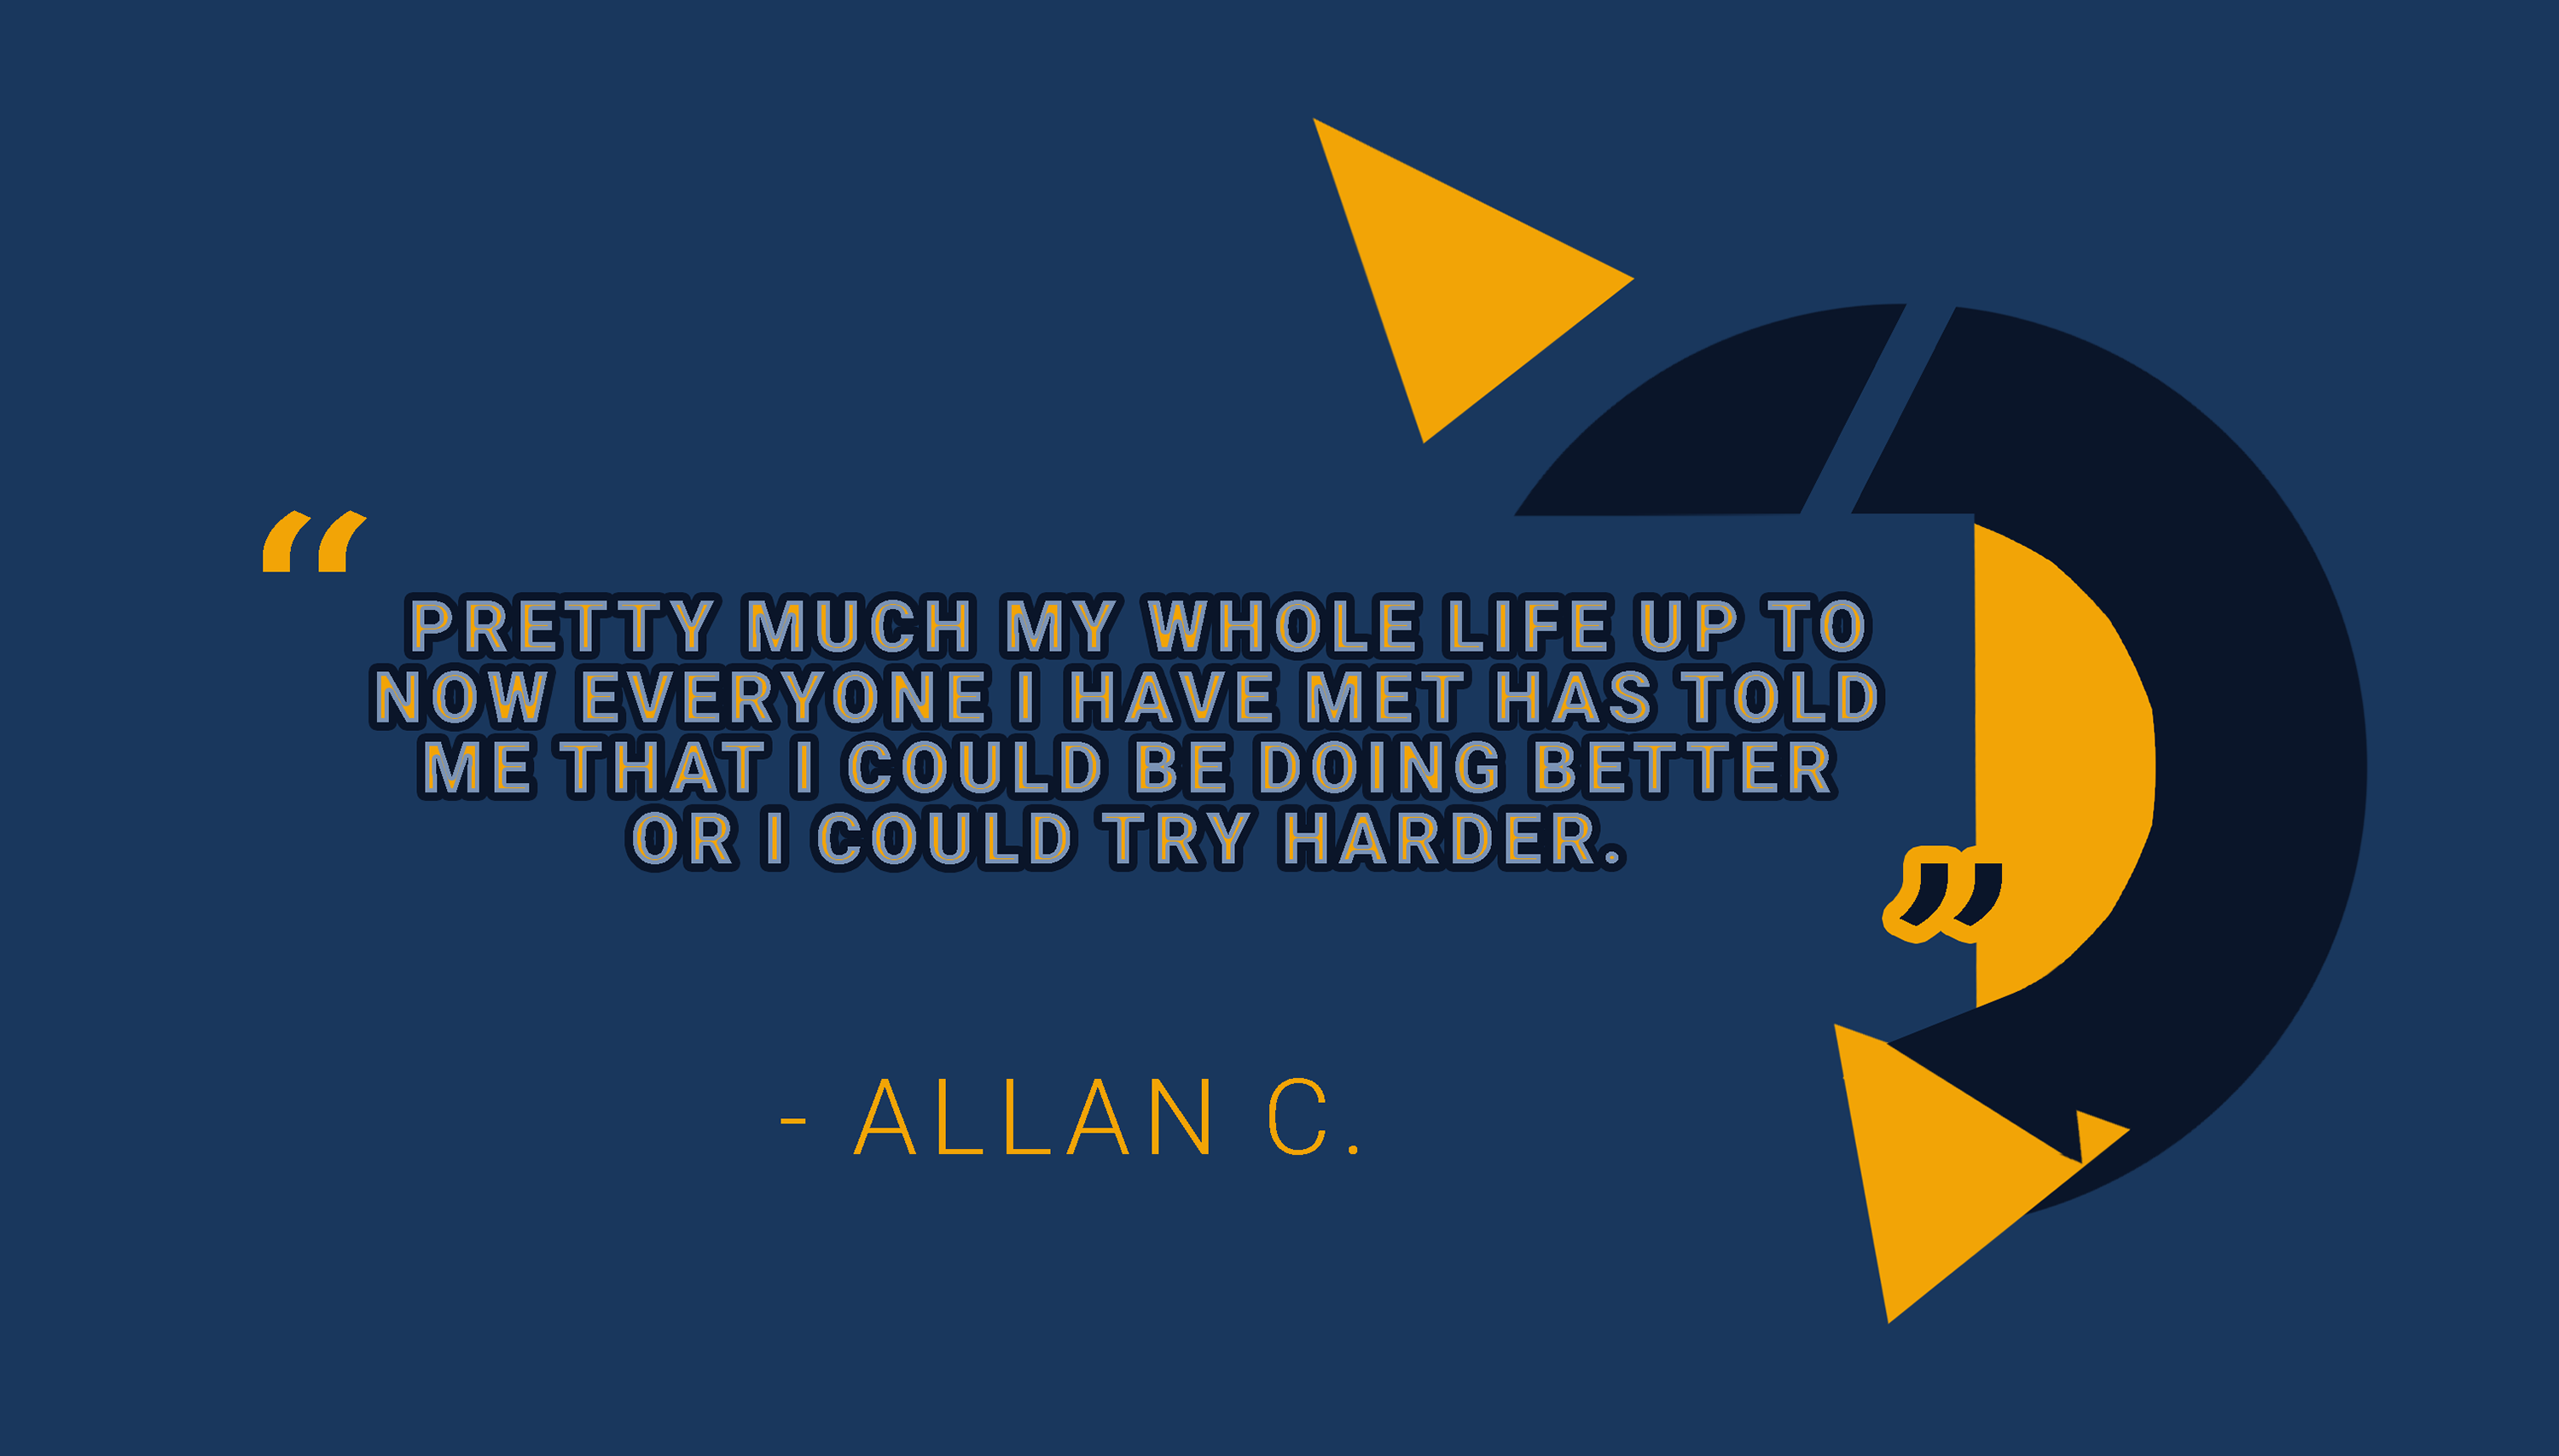 “
PRETTY MUCH MY WHOLE LIFE UP TO
NOW EVERYONE I HAVE MET HAS TOLD
ME THAT I COULD BE DOING BETTER
OR I COULD TRY HARDER.
”
- ALLAN C.